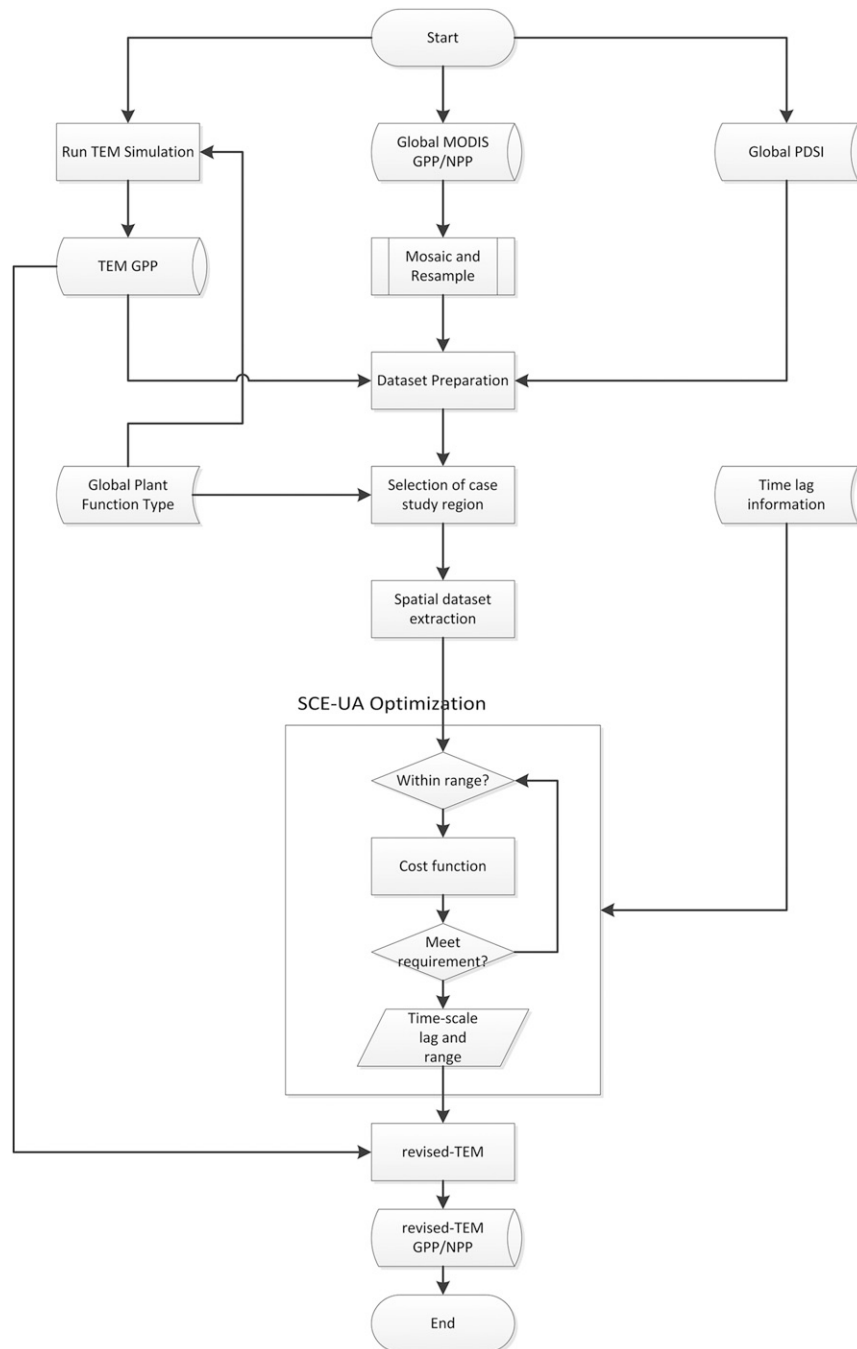 Start
Run TEM Simulation
Global MODIS
GPP/NPP
Global PDSI
TEM GPP
Mosaic and
Resample
Dataset Preparation
Global Plant
Function Type
Selection of case
study region
Time lag
information
Spatial dataset
extraction
SCE-UA Optimization
Within range?
Cost function
Meet
requirement?
Time-scale
lag and
range
revised-TEM
revised-TEM
GPP/NPP
End